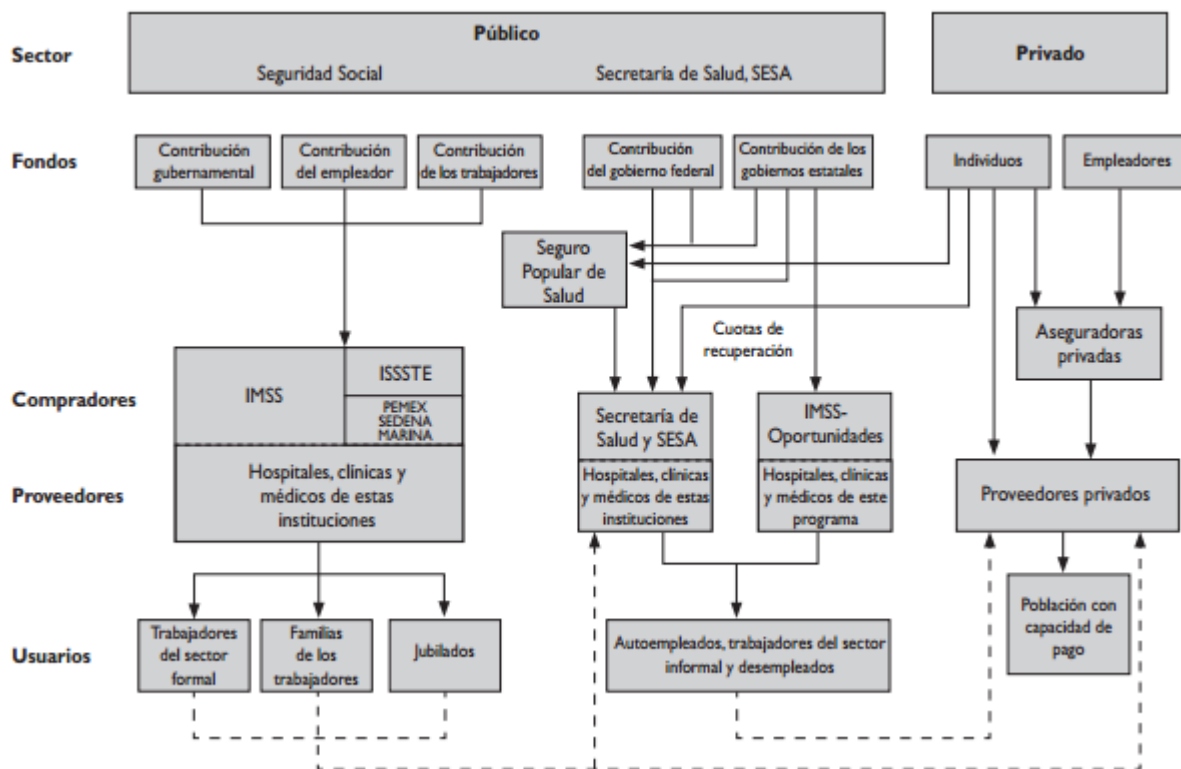 Sector
Público
Seguridad Social
Secretaría de Salud, SESA
Privado
Fondos
Contribución
gubernamental
Contribución
del empleador
Contribución
de los trabajadores
Contribución
del gobierno federal
Contribución de los
gobiernos estatales
Individuos
Empleadores
Seguro
Popular de
Salud
Cuotas de
recuperación
Aseguradoras
privadas
Compradores
IMSS
ISSSTE
PEMEX
SEDENA
MARINA
Secretaría de
Salud y SESA
IMSS-
Oportunidades
Proveedores
Hospitales, clínicas y
médicos de estas
instituciones
Hospitales, clínicas
y médicos de estas
instituciones
Hospitales, clínicas
y médicos de este
programa
Proveedores privados
Usuarios
Trabajadores
del sector
formal
Familias
de los
trabajadores
Jubilados
Autoempleados, trabajadores del sector
informal y desempleados
Población con
capacidad de
pago